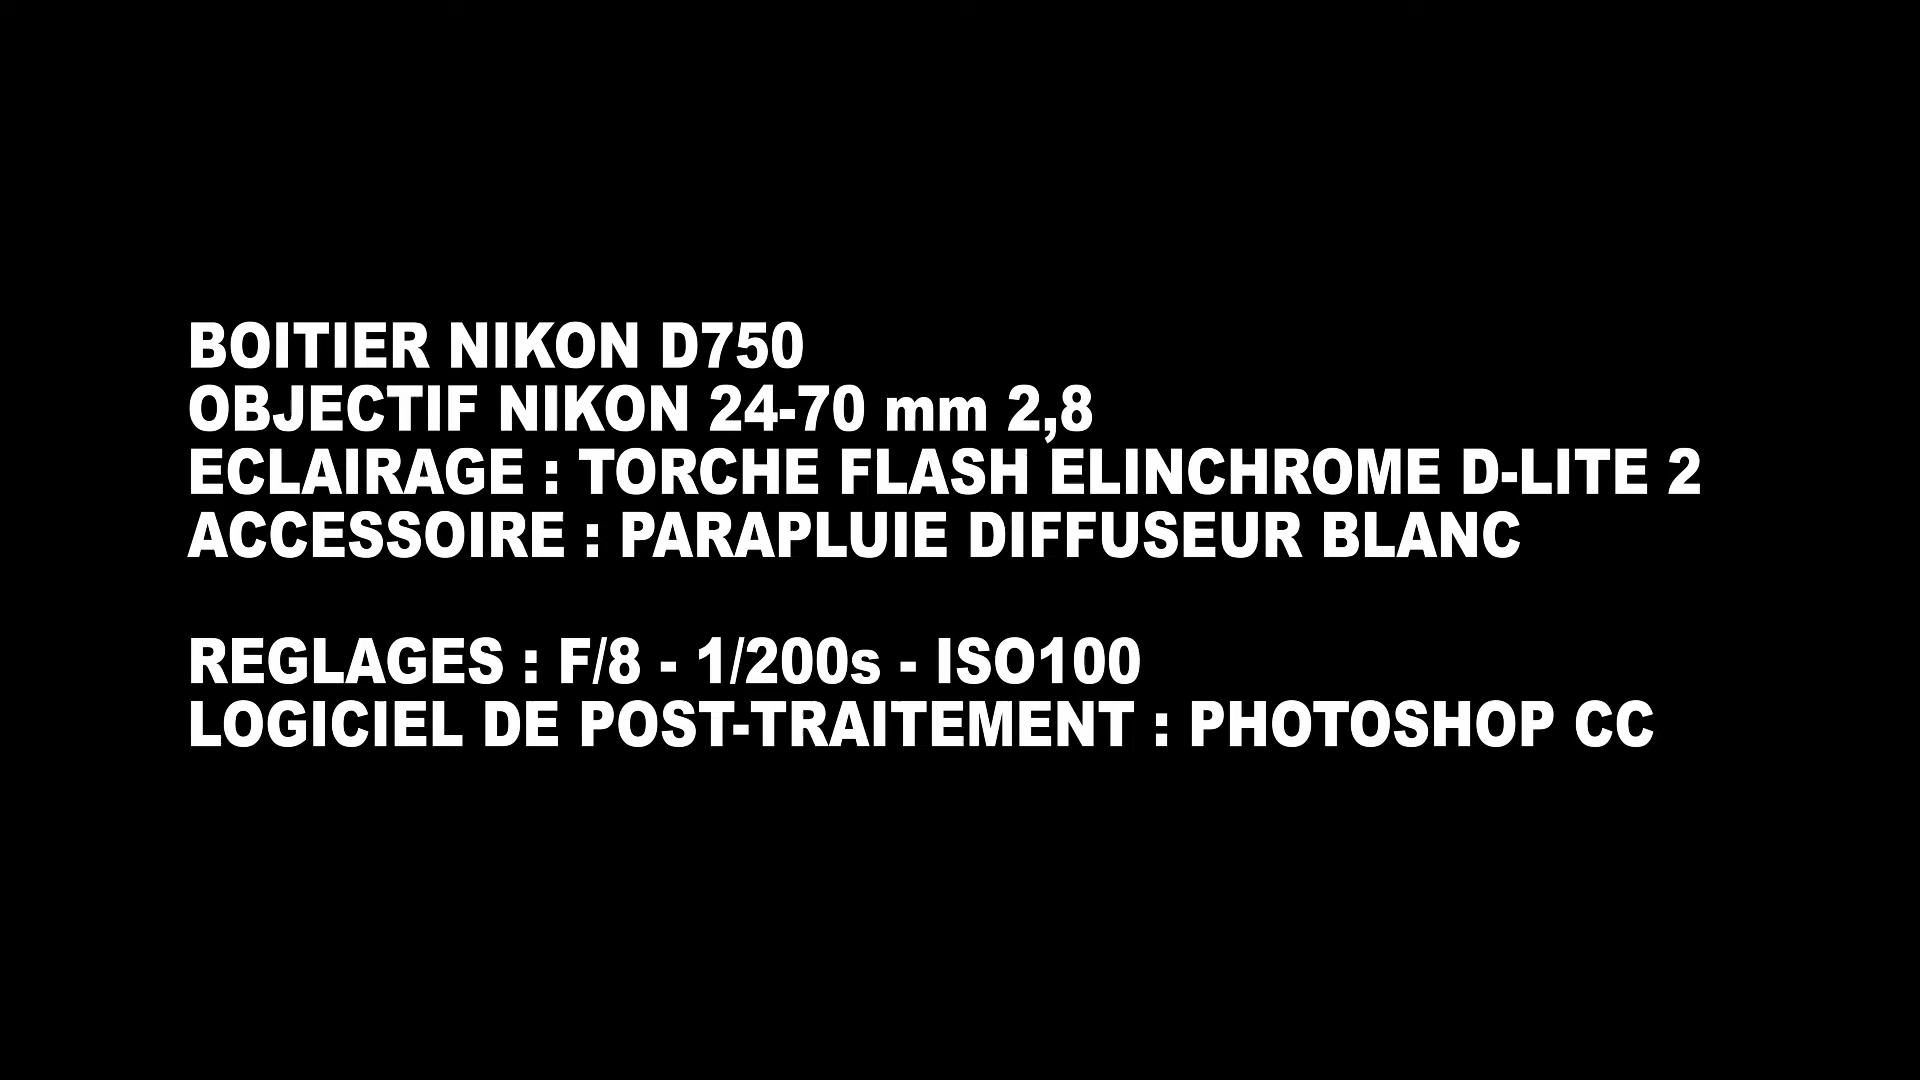 BOITIER NIKON D750
OBJECTIF NIKON 24-70 mm 2,8
ECLAIRAGE : TORCHE FLASH ELINCHROME D-LITE 2
ACCESSOIRE : PARAPLUIE DIFFUSEUR BLANC
REGLAGES : F/8 - 1/200s - ISO100
LOGICIEL DE POST-TRAITEMENT : PHOTOSHOP CC